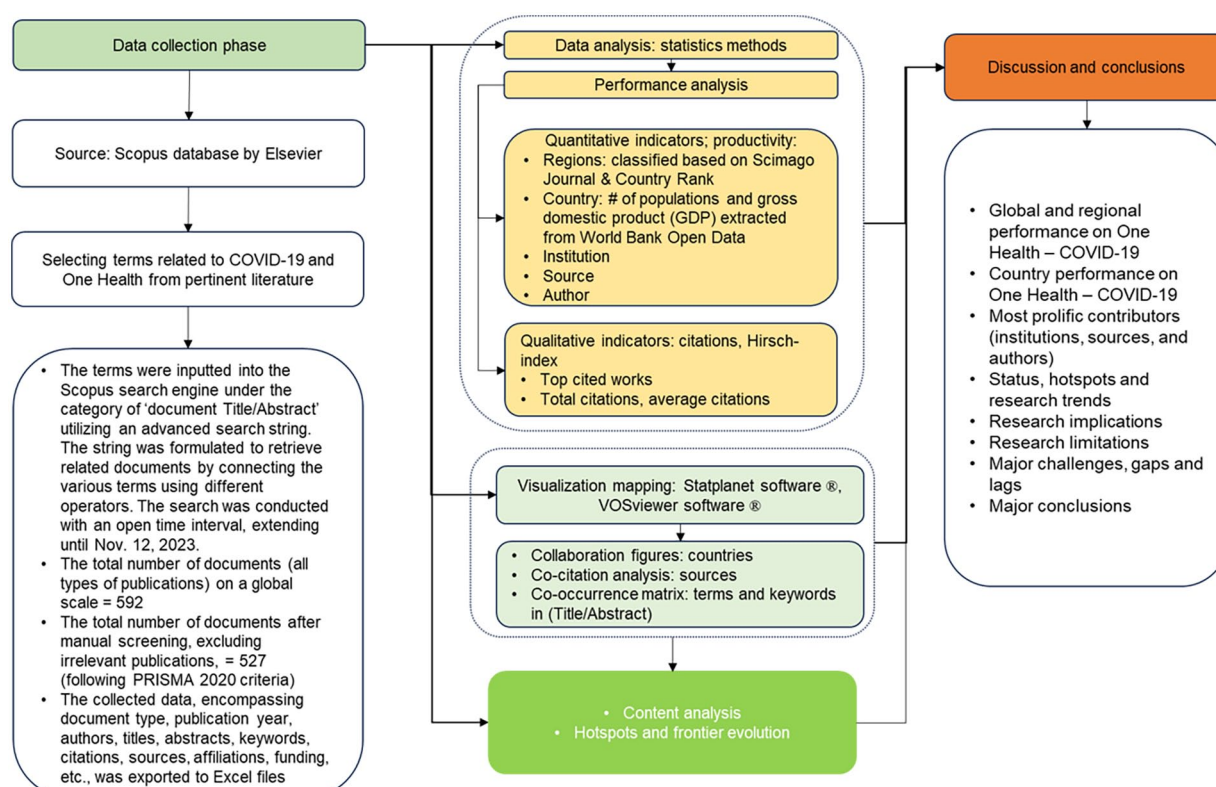 Data collection phase
Source: Scopus database by Elsevier
Selecting terms related to COVID-19 and
One Health from pertinent literature
• The terms were inputted into the
Scopus search engine under the
category of ‘document Title/Abstract’
utilizing an advanced search string.
The string was formulated to retrieve
related documents by connecting the
various terms using different
operators. The search was conducted
with an open time interval, extending
until Nov. 12, 2023.
• The total number of documents (all
types of publications) on a global
scale = 592
• The total number of documents after
manual screening, excluding
irrelevant publications, = 527
(following PRISMA 2020 criteria)
• The collected data, encompassing
document type, publication year,
authors, titles, abstracts, keywords,
citations, sources, affiliations, funding,
etc., was exported to Excel files
Data analysis: statistics methods
Performance analysis
Quantitative indicators; productivity:
• Regions: classified based on Scimago
Journal & Country Rank
• Country: # of populations and gross
domestic product (GDP) extracted
from World Bank Open Data
• Institution
• Source
• Author
Qualitative indicators: citations, Hirsch-
index
• Top cited works
• Total citations, average citations
Visualization mapping: Statplanet software ®,
VOSviewer software ®
• Collaboration figures: countries
• Co-citation analysis: sources
• Co-occurrence matrix: terms and keywords
in (Title/Abstract)
• Content analysis
• Hotspots and frontier evolution
Discussion and conclusions
• Global and regional
performance on One
Health – COVID-19
• Country performance on
One Health – COVID-19
• Most prolific contributors
(institutions, sources, and
authors)
• Status, hotspots and
research trends
• Research implications
• Research limitations
• Major challenges, gaps and
lags
• Major conclusions